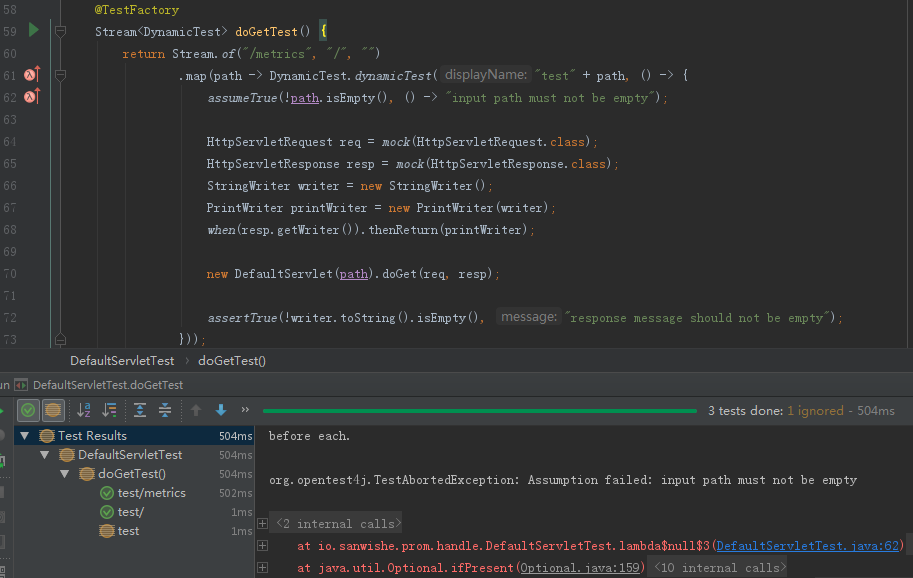 58 @TestFactory
59 Stream<DynamicTest> doGetTest() {
60 return Stream.of("/metrics", "/", "")
61 .map(path -> DynamicTest.dynamicTest( displayName: "test" + path, () -> {
62 assumeTrue(!path.isEmpty(), () -> "input path must not be empty");
63
64 HttpServletRequest req = mock(HttpServletRequest.class);
65 HttpServletResponse resp = mock(HttpServletResponse.class);
66 StringWriter writer = new StringWriter();
67 PrintWriter printWriter = new PrintWriter(writer);
68 when(resp.getWriter()).thenReturn(printWriter);
69
70 new DefaultServlet(path).doGet(req, resp);
71
72 assertTrue(!writer.toString().isEmpty(), message: "response message should not be empty");
73 }));
DefaultServletTest › doGetTest()
un DefaultServletTest.doGetTest
3 tests done: 1 ignored - 504ms
Test Results 504ms
DefaultServletTest 504ms
doGetTest() 504ms
test/metrics 502ms
test/ 1ms
test 1ms
before each.
org.opentest4j.TestAbortedException: Assumption failed: input path must not be empty
<2 internal calls>
at io.sanwishe.prom.handle.DefaultServletTest.lambda$null$3(DefaultServletTest.java:62)
at java.util.Optional.ifPresent(Optional.java:159) <10 internal calls>